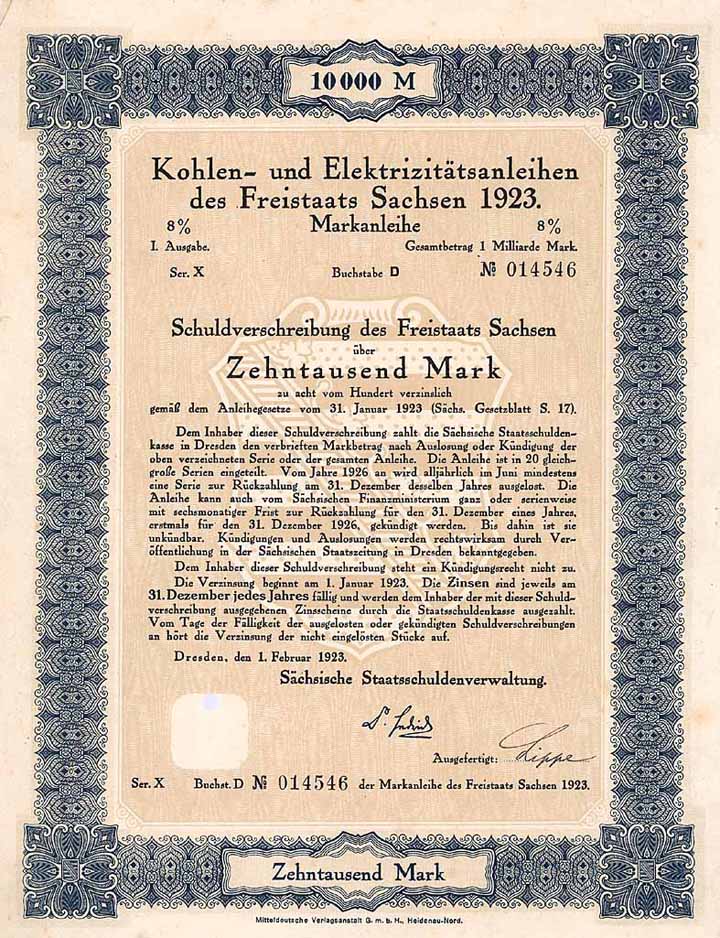 10000 M
Kohlen- und Elektrizitätsanleihen
des Freistaats Sachsen 1923.
8% Markanleihe 8%
I. Ausgabe. Gesamtbetrag 1 Milliarde Mark.
Ser. X Buchstabe D № 014546
Schuldverschreibung des Freistaats Sachsen
über
Zehntausend Mark
zu acht vom Hundert verzinslich
gemäß dem Anleihegesetze vom 31. Januar 1923 (Sächs. Gesetzblatt S. 17).
Dem Inhaber dieser Schuldverschreibung zahlt die Sächsische Staatsschulden-
kasse in Dresden den verbrieften Markbetrag nach Auslosung oder Kündigung der
oben verzeichneten Serie oder der gesamten Anleihe. Die Anleihe ist in 20 gleich-
große Serien eingeteilt. Vom Jahre 1926 an wird alljährlich im Juni mindestens
eine Serie zur Rückzahlung am 31. Dezember desselben Jahres ausgelost. Die
Anleihe kann auch vom Sächsischen Finanzministerium ganz oder serienweise
mit sechsmonatiger Frist zur Rückzahlung für den 31. Dezember eines Jahres,
erstmals für den 31. Dezember 1926, gekündigt werden. Bis dahin ist sie
unkündbar. Kündigungen und Auslosungen werden rechtswirksam durch Ver-
öffentlichung in der Sächsischen Staatszeitung in Dresden bekanntgegeben.
Dem Inhaber dieser Schuldverschreibung steht ein Kündigungsrecht nicht zu.
Die Verzinsung beginnt am 1. Januar 1923. Die Zinsen sind jeweils am
31. Dezember jedes Jahres fällig und werden dem Inhaber der mit dieser Schuld-
verschreibung ausgegebenen Zinsscheine durch die Staatsschuldenkasse ausgezahlt.
Vom Tage der Fälligkeit der ausgelosten oder gekündigten Schuldverschreibungen
an hört die Verzinsung der nicht eingelösten Stücke auf.
Dresden, den 1. Februar 1923.
Sächsische Staatsschuldenverwaltung.
Ausgefertigt: Lippe
Ser. X Buchst. D № 014546 der Markanleihe des Freistaats Sachsen 1923.
Zehntausend Mark
Mitteldeutsche Verlagsanstalt G. m. b. H., Heidenau-Nord.